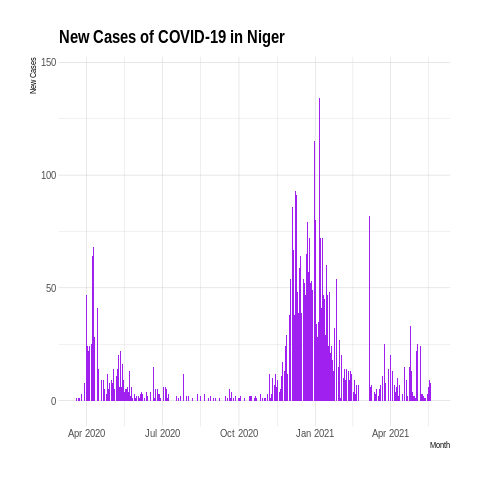 New Cases of COVID-19 in Niger
New Cases
150
100
50
0
Apr 2020 Jul 2020 Oct 2020 Jan 2021 Apr 2021
Month